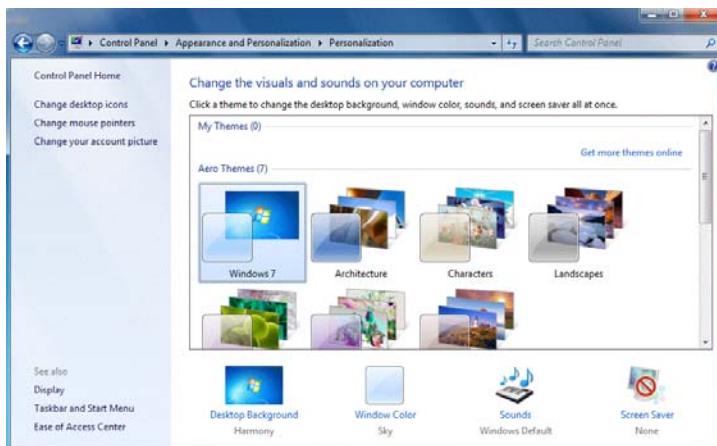 Control Panel ▸ Appearance and Personalization ▸ Personalization
Search Control Panel
Control Panel Home
Change desktop icons
Change mouse pointers
Change your account picture
Change the visuals and sounds on your computer
Click a theme to change the desktop background, window color, sounds, and screen saver all at once.
My Themes (0)
Get more themes online
Aero Themes (7)
Windows 7
Architecture
Characters
Landscapes
See also
Display
Taskbar and Start Menu
Ease of Access Center
Desktop Background
Harmony
Window Color
Sky
Sounds
Windows Default
Screen Saver
None